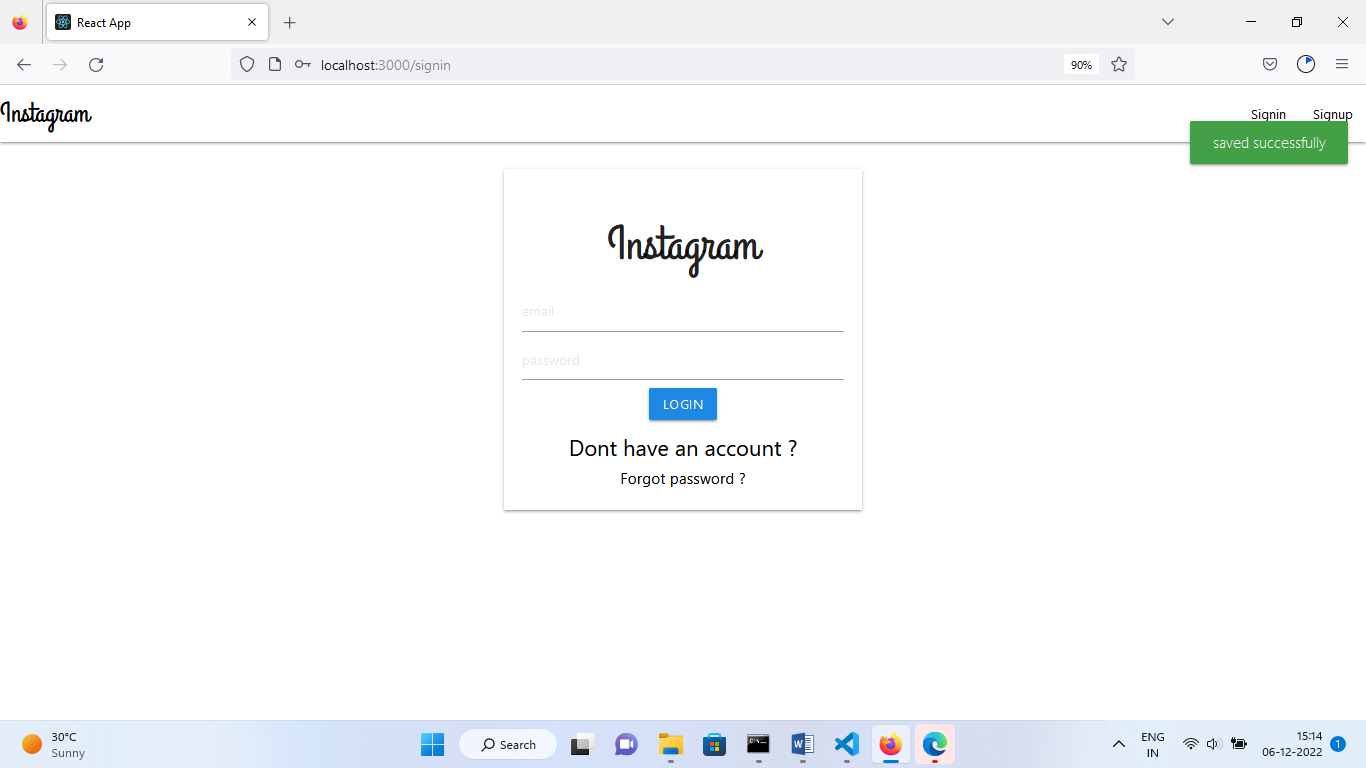 React App
localhost:3000/signin
90%
Instagram
Signin
Signup
saved successfully
Instagram
email
password
LOGIN
Dont have an account ?
Forgot password ?
30°C
Sunny
Search
ENG
IN
15:14
06-12-2022
1